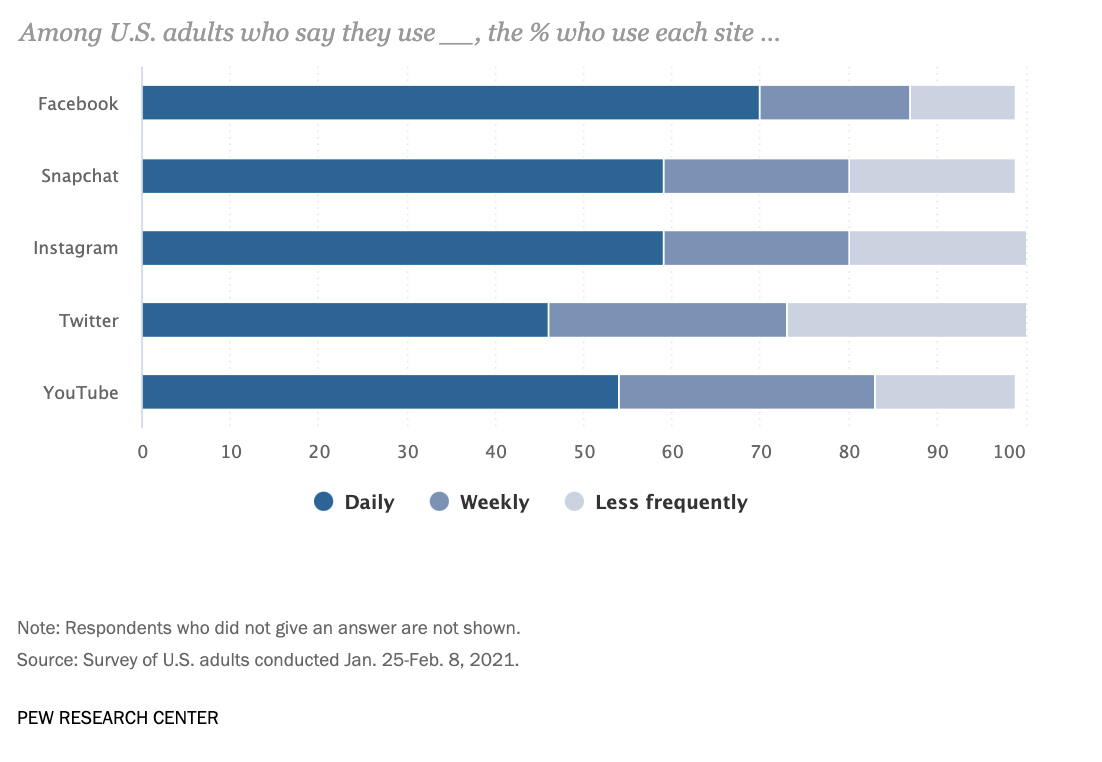 Among U.S. adults who say they use ___, the % who use each site ...
Facebook
Snapchat
Instagram
Twitter
YouTube
0 10 20 30 40 50 60 70 80 90 100
Daily Weekly Less frequently
Note: Respondents who did not give an answer are not shown.
Source: Survey of U.S. adults conducted Jan. 25-Feb. 8, 2021.
PEW RESEARCH CENTER